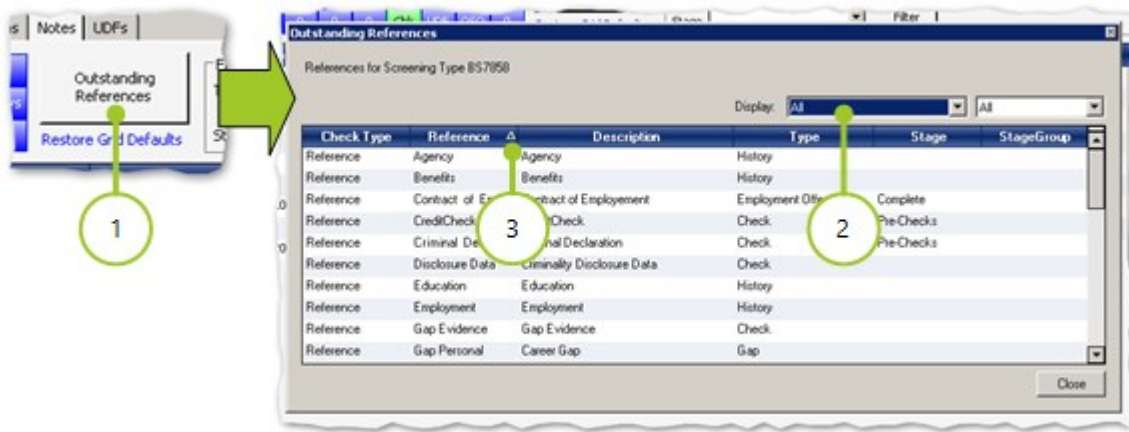 Notes UDFs
Outstanding
References
Restore Grid Defaults
1
Filter
Outstanding References
References for Screening Type BS7858
Display: All All
Check Type Reference Description Type Stage StageGroup
Reference Agency Agency History
Reference Benefits Benefits History
Reference Contract of Employement Employment Complete
Reference CreditCheck Check Pre-Checks
Reference Criminal Declaration Check Pre-Checks
Reference Disclosure Data Criminality Disclosure Data Check
Reference Education Education History
Reference Employment Employment History
Reference Gap Evidence Gap Evidence Check
Reference Gap Personal Career Gap Gap
3
2
Close